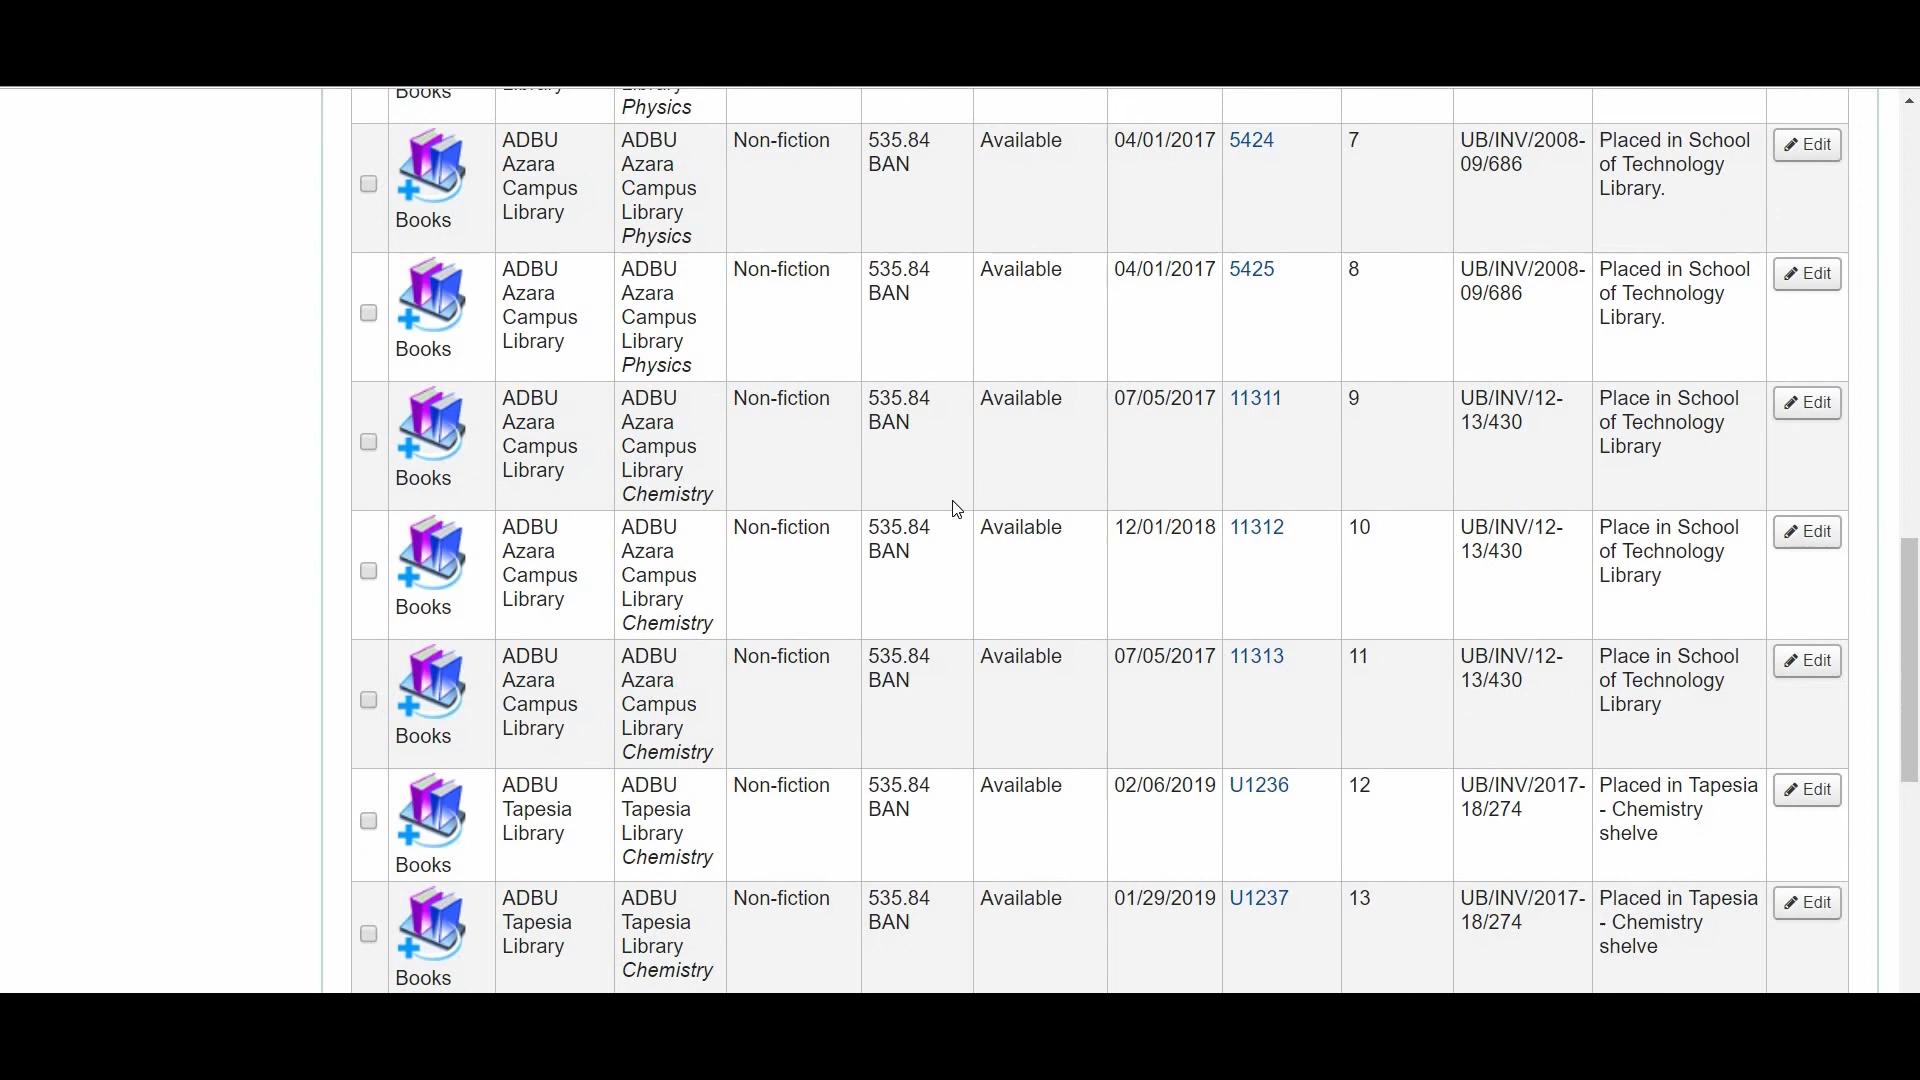 Books
Physics
ADBU Azara Campus Library
ADBU Azara Campus Library Physics
Non-fiction
535.84 BAN
Available
04/01/2017
5424
7
UB/INV/2008-09/686
Placed in School of Technology Library.
Edit
Books
ADBU Azara Campus Library
ADBU Azara Campus Library Physics
Non-fiction
535.84 BAN
Available
04/01/2017
5425
8
UB/INV/2008-09/686
Placed in School of Technology Library.
Edit
Books
ADBU Azara Campus Library
ADBU Azara Campus Library Chemistry
Non-fiction
535.84 BAN
Available
07/05/2017
11311
9
UB/INV/12-13/430
Place in School of Technology Library
Edit
Books
ADBU Azara Campus Library
ADBU Azara Campus Library Chemistry
Non-fiction
535.84 BAN
Available
12/01/2018
11312
10
UB/INV/12-13/430
Place in School of Technology Library
Edit
Books
ADBU Azara Campus Library
ADBU Azara Campus Library Chemistry
Non-fiction
535.84 BAN
Available
07/05/2017
11313
11
UB/INV/12-13/430
Place in School of Technology Library
Edit
Books
ADBU Tapesia Library
ADBU Tapesia Library Chemistry
Non-fiction
535.84 BAN
Available
02/06/2019
U1236
12
UB/INV/2017-18/274
Placed in Tapesia - Chemistry shelve
Edit
Books
ADBU Tapesia Library
ADBU Tapesia Library Chemistry
Non-fiction
535.84 BAN
Available
01/29/2019
U1237
13
UB/INV/2017-18/274
Placed in Tapesia - Chemistry shelve
Edit
Books